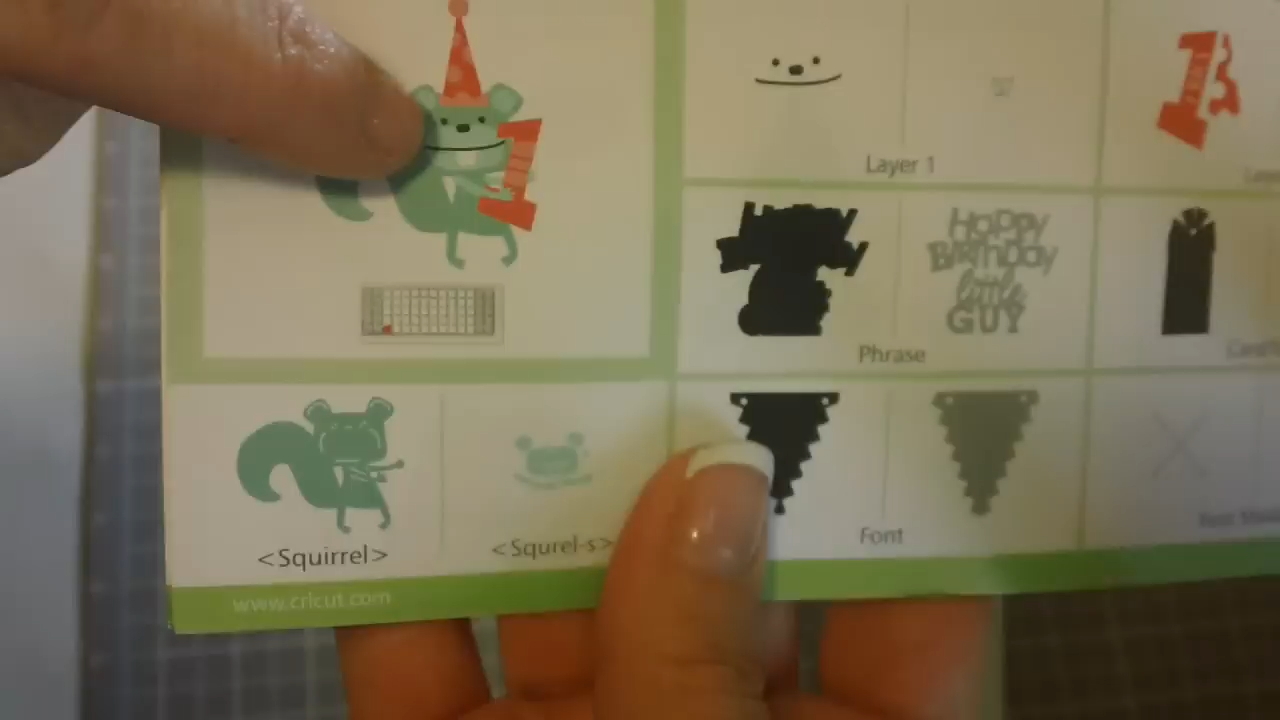 Layer 1
HAPPY
BIRTHDAY
little
GUY
Phrase
Font
<Squirrel>
<Squrel-s>
www.cricut.com